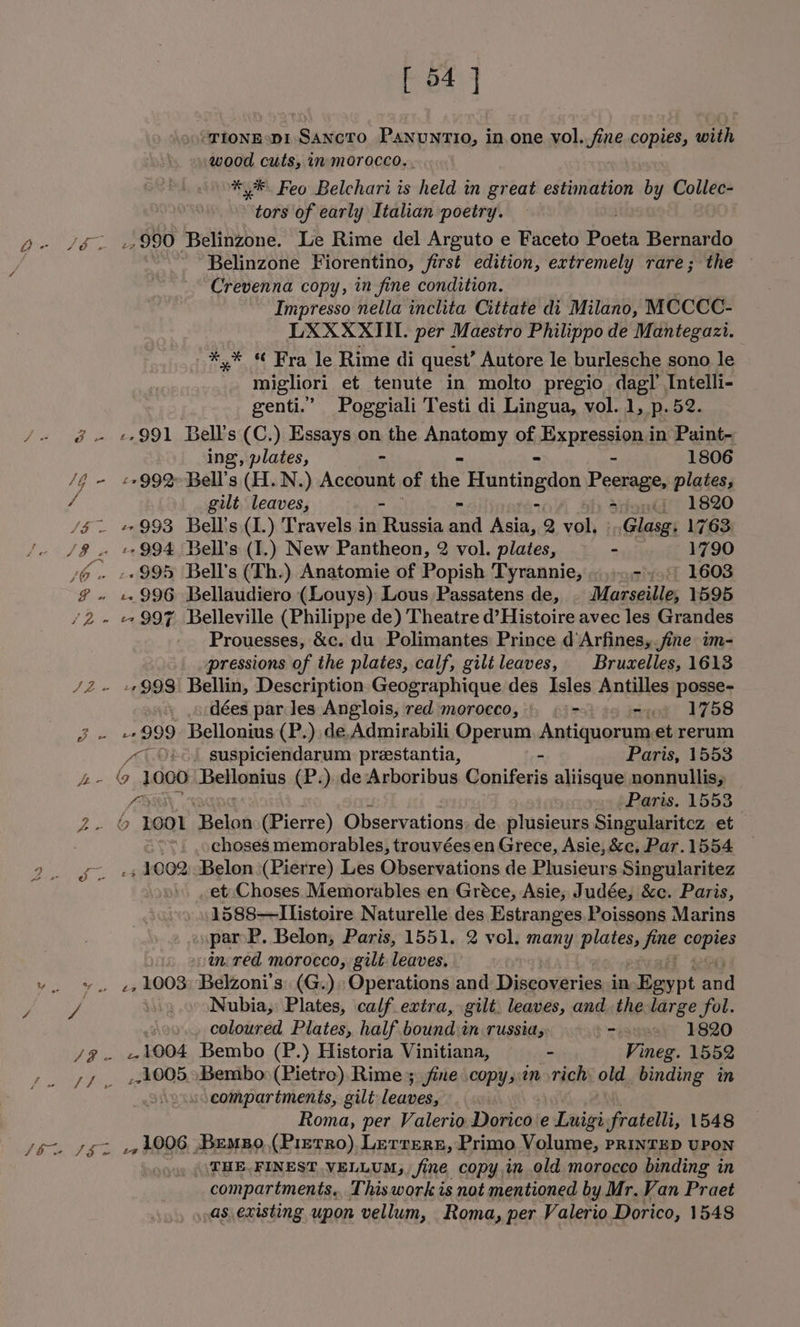 [ 54 ]
TIONE DI SANCTO PANUNTIO, in one vol. fine copies, with
wood cuts, in morocco.
*** Feo Belchari is held in great estimation by Collec-
tors of early Italian poetry.
990 Belinzone. Le Rime del Arguto e Faceto Poeta Bernardo
Belinzone Fiorentino, first edition, extremely rare; the
Crevenna copy, in fine condition.
Impresso nella inclita Cittate di Milano, MCCCC-
LXXXXIII. per Maestro Philippo de Mantegazi.
*** “ Fra le Rime di quest’ Autore le burlesche sono le
migliori et tenute in molto pregio dagl’ Intelli-
genti.” Poggiali Testi di Lingua, vol. 1, p. 52.
991 Bell's (C.) Essays on the Anatomy of Expression in Paint-
ing, plates, - - - - 1806
992 Bell's (H. N.) Account of the Huntingdon Peerage, plates,
gilt leaves, - - - - 1820
993 Bell's (I.) Travels in Russia and Asia, 2 vol. Glasg. 1763
994 Bell's (I.) New Pantheon, 2 vol. plates, - 1790
995 Bell's (Th.) Anatomie of Popish Tyrannie, - 1603
996 Bellaudiero (Louys) Lous Passatens de, Marseille, 1595
997 Belleville (Philippe de) Theatre d'Histoire avec les Grandes
Prouesses, &c. du Polimantes Prince d'Arfines, fine im-
pressions of the plates, calf, gilt leaves, Bruxelles, 1613
998 Bellin, Description Geographique des Isles Antilles posse-
dées par les Anglois, red morocco, - - 1758
999 Bellonius (P.) de Admirabili Operum Antiquorum et rerum
suspiciendarum præstantia, - Paris, 1553
1000 Bellonius (P.) de Arboribus Coniferis aliisque nonnullis,
Paris. 1553
1001 Belon (Pierre) Observations de plusieurs Singularitez et
choses memorables, trouvées en Grece, Asie, &c. Par. 1554
1002 Belon (Pierre) Les Observations de Plusieurs Singularitez
et Choses Memorables en Grèce, Asie, Judée, &c. Paris,
1588—Histoire Naturelle des Estranges Poissons Marins
par P. Belon, Paris, 1551. 2 vol. many plates, fine copies
in red morocco, gilt leaves.
1003 Belzoni's (G.) Operations and Discoveries in Egypt and
Nubia, Plates, calf extra, gilt leaves, and the large fol.
coloured Plates, half bound in russia, - 1820
1004 Bembo (P.) Historia Vinitiana, - Vineg. 1552
1005 Bembo (Pietro) Rime; fine copy, in rich old binding in
compartments, gilt leaves,
Roma, per Valerio Dorico e Luigi fratelli, 1548
1006 BEMBO (PIETRO) LETTERE, Primo Volume, PRINTED UPON
THE FINEST VELLUM, fine copy in old morocco binding in
compartments. This work is not mentioned by Mr. Van Praet
as existing upon vellum, Roma, per Valerio Dorico, 1548